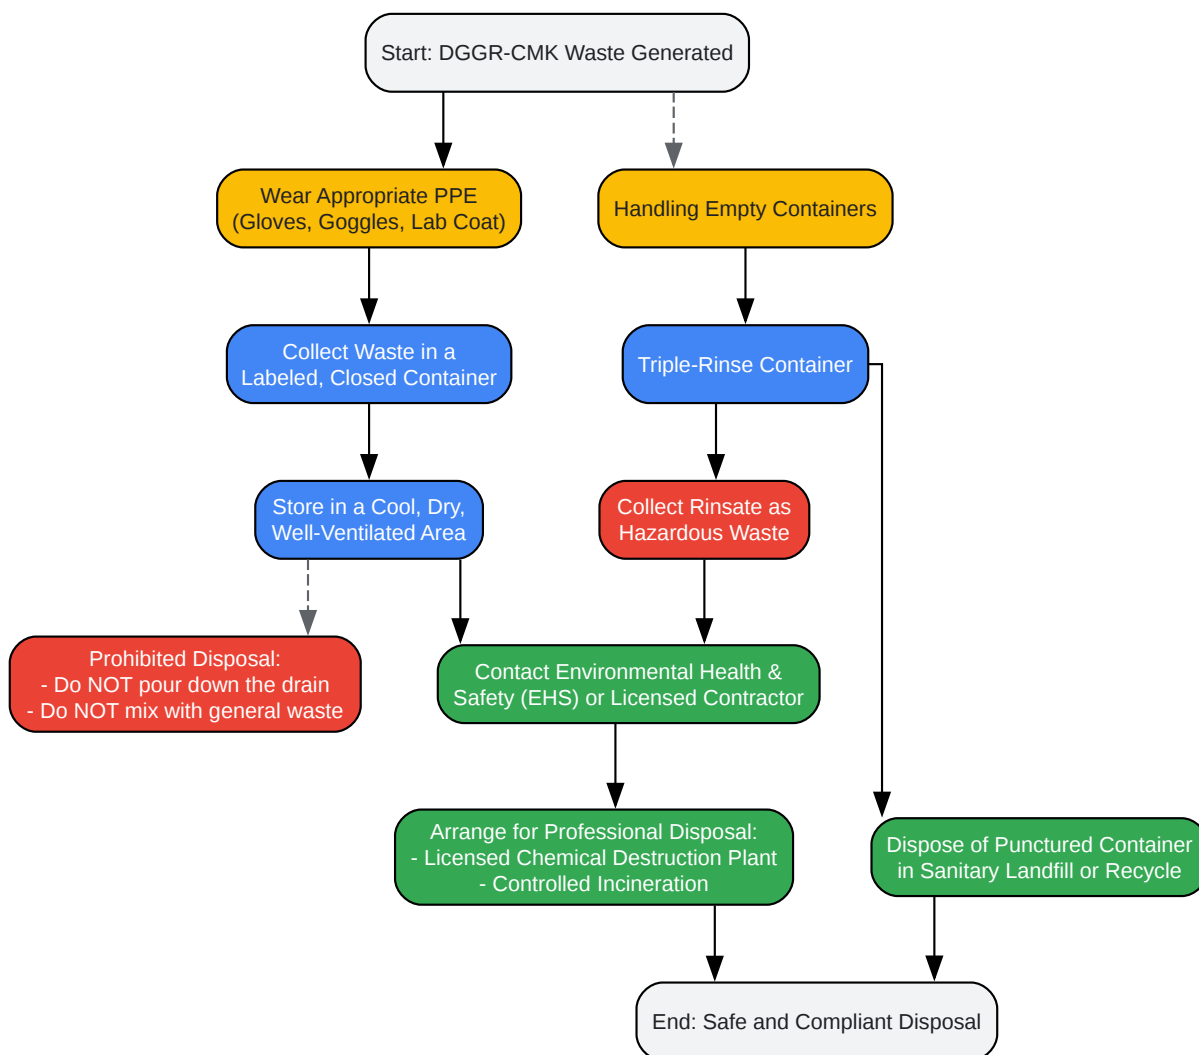 Start: DGGR-CMK Waste Generated
Wear Appropriate PPE
(Gloves, Goggles, Lab Coat)
Handling Empty Containers
Collect Waste in a
Labeled, Closed Container
Triple-Rinse Container
Store in a Cool, Dry,
Well-Ventilated Area
Collect Rinsate as
Hazardous Waste
Prohibited Disposal:
- Do NOT pour down the drain
- Do NOT mix with general waste
Contact Environmental Health &
Safety (EHS) or Licensed Contractor
Arrange for Professional Disposal:
- Licensed Chemical Destruction Plant
- Controlled Incineration
Dispose of Punctured Container
in Sanitary Landfill or Recycle
End: Safe and Compliant Disposal